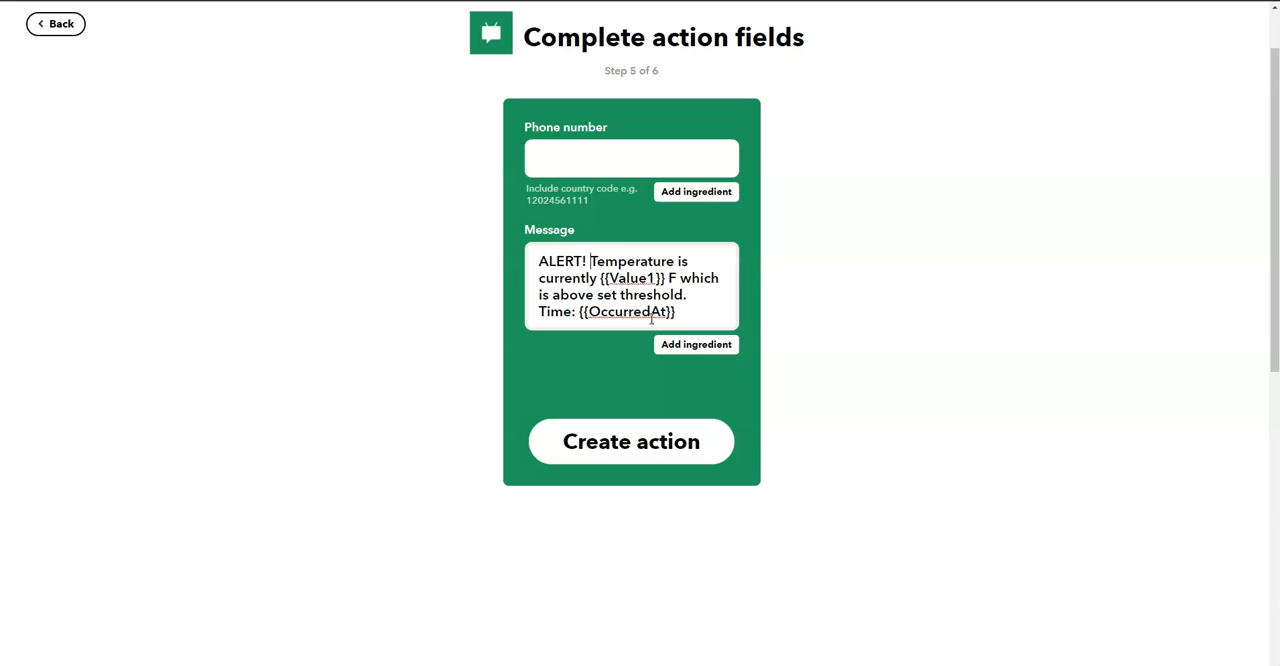 Back
Complete action fields
Step 5 of 6
Phone number
Include country code e.g.
12024561111
Add ingredient
Message
ALERT! Temperature is
currently {{Value1}} F which
is above set threshold.
Time: {{OccurredAt}}
Add ingredient
Create action